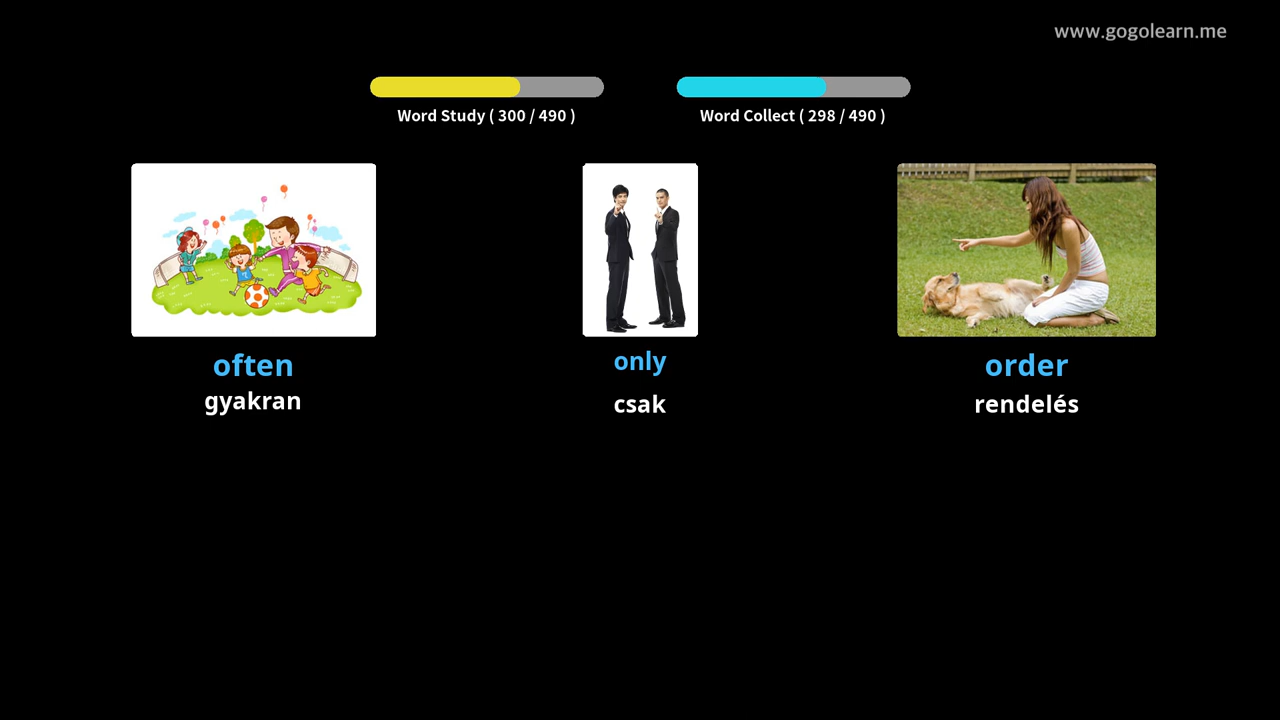 www.gogolearn.me
Word Study ( 300 / 490 )
Word Collect ( 298 / 490 )
often
gyakran
only
csak
order
rendelés